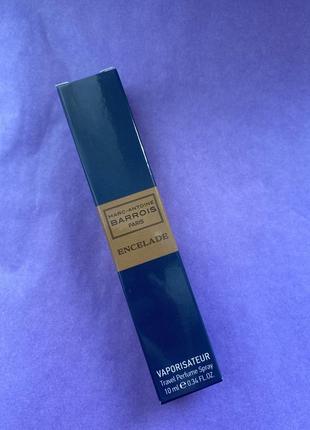 MARC-ANTOINE
BARROIS
PARIS
ENCELADE
VAPORISATEUR
Travel Perfume Spray
10 ml ℮ 0.34 FL.OZ.